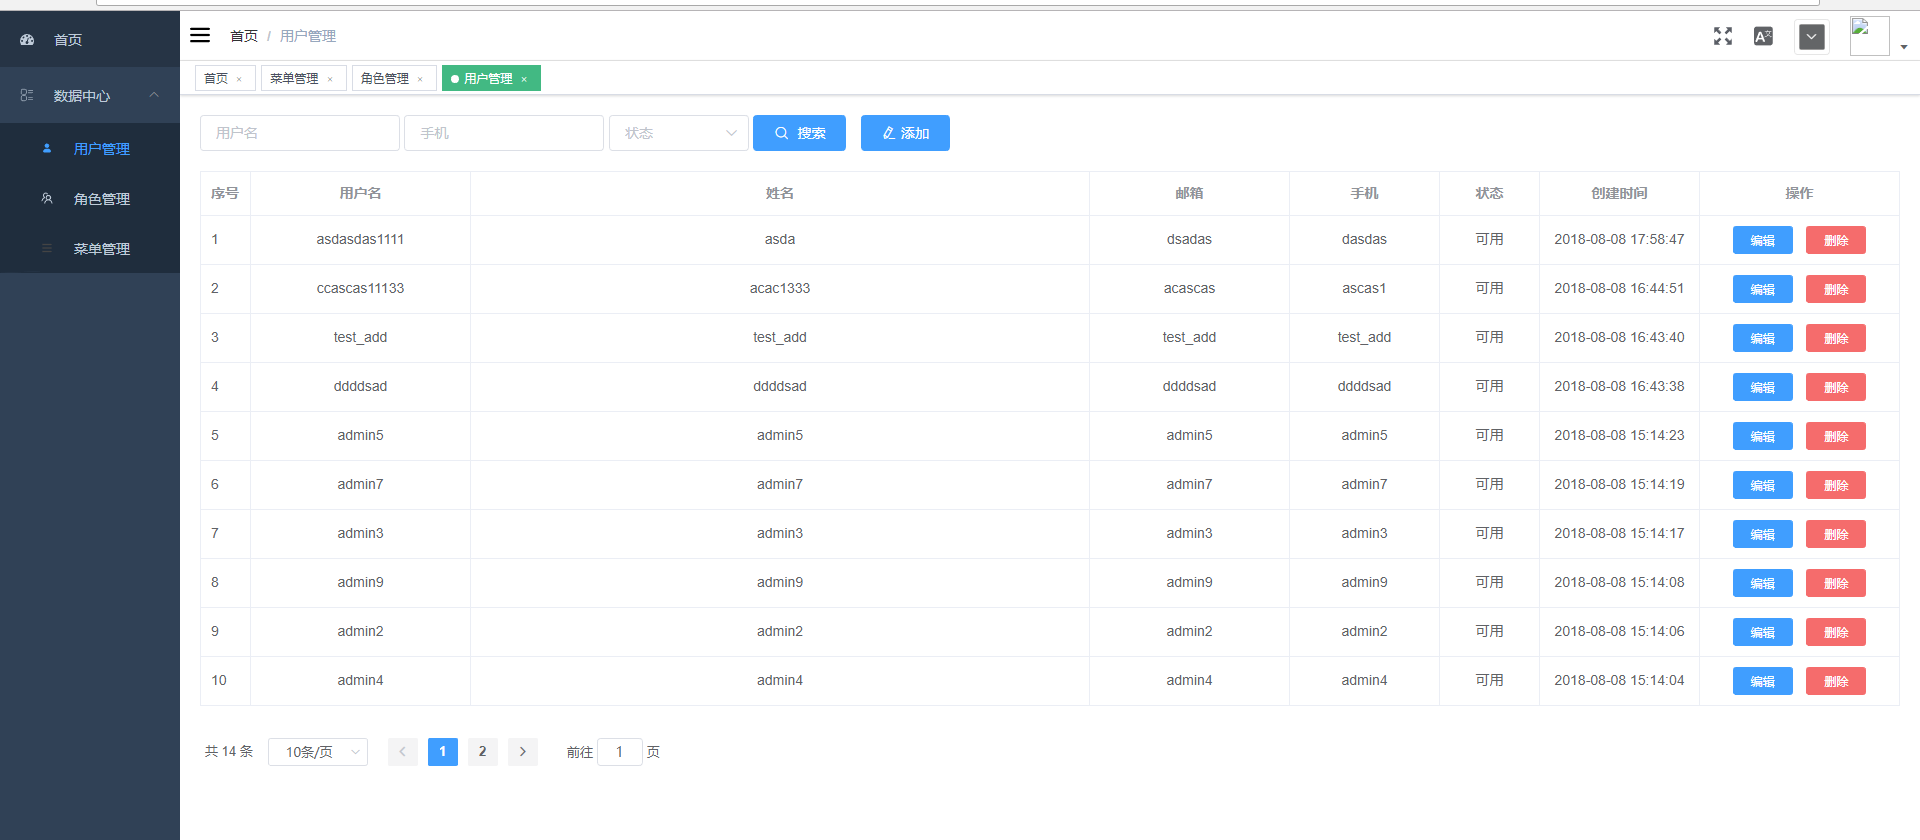 首页
数据中心
用户管理
角色管理
菜单管理
首页 / 用户管理
首页 × 菜单管理 × 角色管理 × 用户管理 ×
用户名 手机 状态 搜索 添加
序号 用户名 姓名 邮箱 手机 状态 创建时间 操作
1 asdasdas1111 asda dsadas dasdas 可用 2018-08-08 17:58:47 编辑 删除
2 ccascas11133 acac1333 acascas ascas1 可用 2018-08-08 16:44:51 编辑 删除
3 test_add test_add test_add test_add 可用 2018-08-08 16:43:40 编辑 删除
4 ddddsad ddddsad ddddsad ddddsad 可用 2018-08-08 16:43:38 编辑 删除
5 admin5 admin5 admin5 admin5 可用 2018-08-08 15:14:23 编辑 删除
6 admin7 admin7 admin7 admin7 可用 2018-08-08 15:14:19 编辑 删除
7 admin3 admin3 admin3 admin3 可用 2018-08-08 15:14:17 编辑 删除
8 admin9 admin9 admin9 admin9 可用 2018-08-08 15:14:08 编辑 删除
9 admin2 admin2 admin2 admin2 可用 2018-08-08 15:14:06 编辑 删除
10 admin4 admin4 admin4 admin4 可用 2018-08-08 15:14:04 编辑 删除
共 14 条 10条/页 1 2 前往 1 页